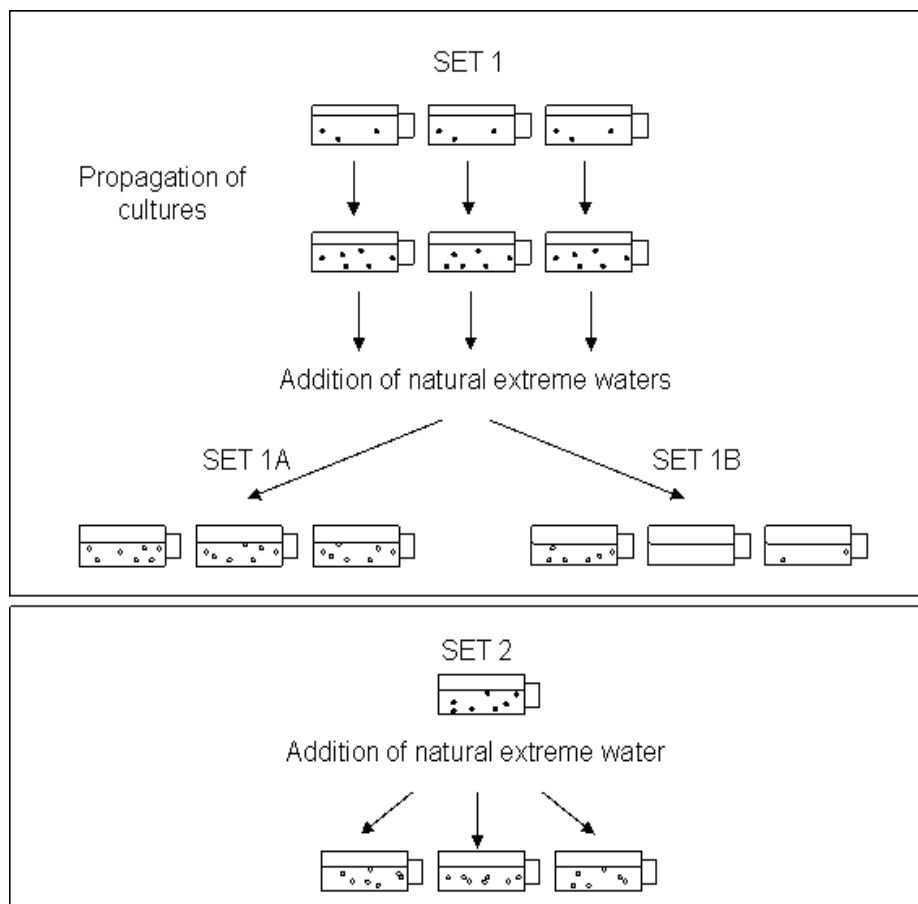 SET 1
Propagation of
cultures
Addition of natural extreme waters
SET 1A
SET 1B
SET 2
Addition of natural extreme water